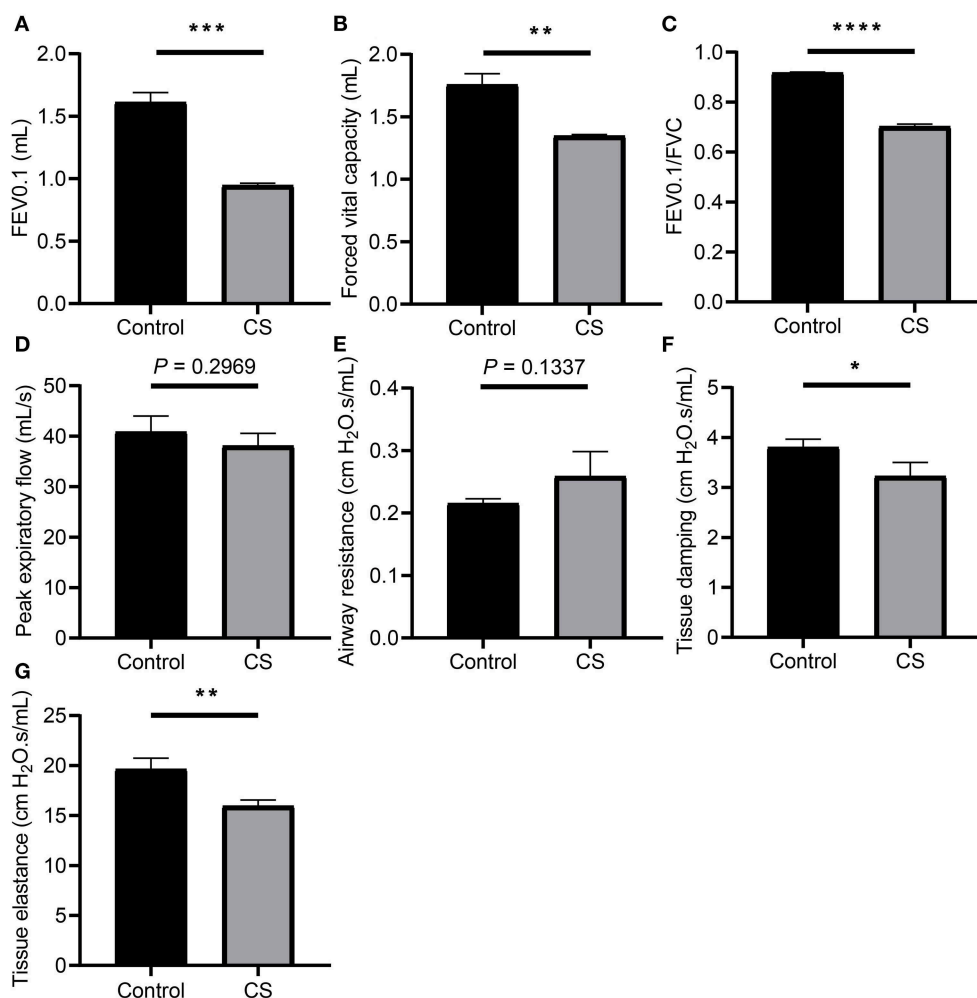 A
***
FEV0.1 (mL)
2.0
1.5
1.0
0.5
0.0
Control
CS
B
**
Forced vital capacity (mL)
2.0
1.5
1.0
0.5
0.0
Control
CS
C
****
FEV0.1/FVC
1.0
0.8
0.6
0.4
0.2
0.0
Control
CS
D
P = 0.2969
Peak expiratory flow (mL/s)
50
40
30
20
10
0
Control
CS
E
P = 0.1337
Airway resistance (cm H₂O.s/mL)
0.4
0.3
0.2
0.1
0.0
Control
CS
F
*
Tissue damping (cm H₂O.s/mL)
5
4
3
2
1
0
Control
CS
G
**
Tissue elastance (cm H₂O.s/mL)
25
20
15
10
5
0
Control
CS